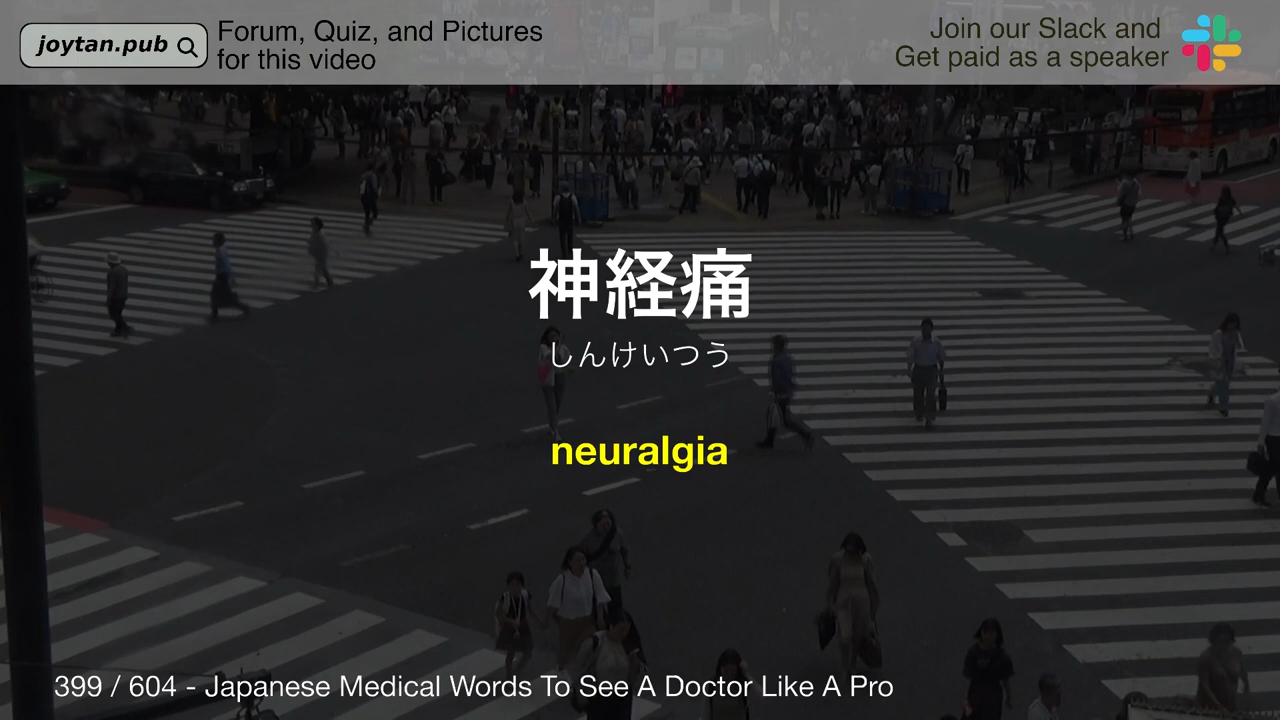 joytan.pub
Forum, Quiz, and Pictures
for this video
Join our Slack and
Get paid as a speaker
神経痛
しんけいつう
neuralgia
399 / 604 - Japanese Medical Words To See A Doctor Like A Pro